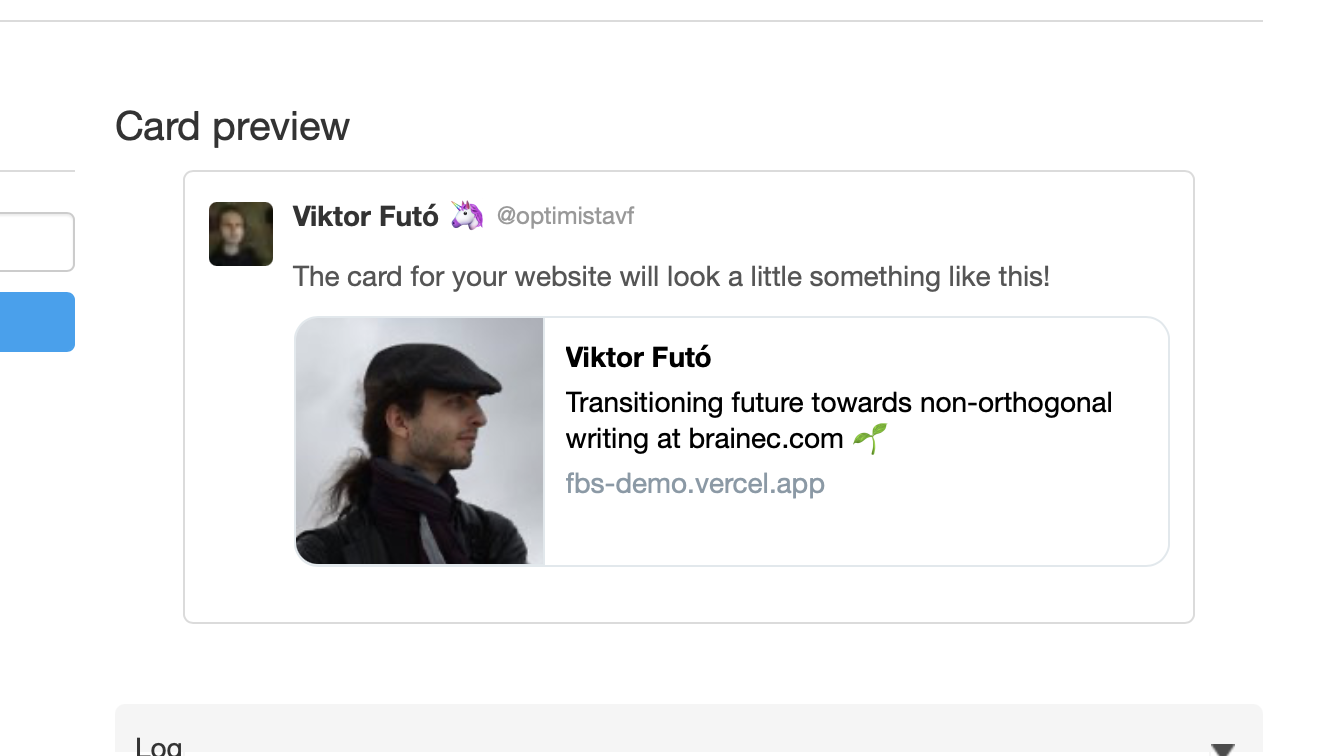 Card preview
Viktor Futó 🦄 @optimistavf
The card for your website will look a little something like this!
Viktor Futó
Transitioning future towards non-orthogonal
writing at brainec.com 🌱
fbs-demo.vercel.app
Log